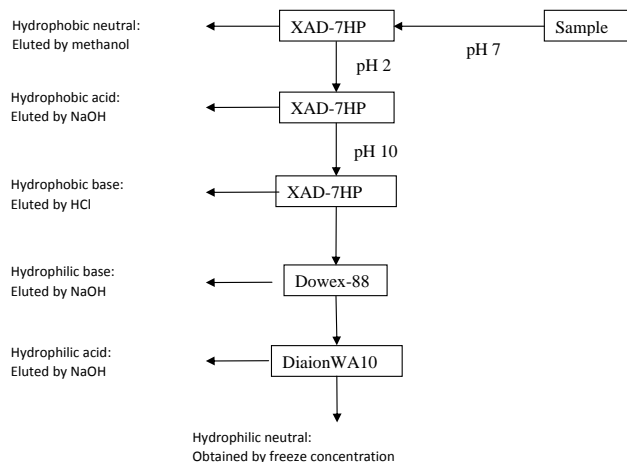 Hydrophobic neutral:
Eluted by methanol
XAD-7HP
Sample
pH 7
pH 2
Hydrophobic acid:
Eluted by NaOH
XAD-7HP
pH 10
Hydrophobic base:
Eluted by HCl
XAD-7HP
Hydrophilic base:
Eluted by NaOH
Dowex-88
Hydrophilic acid:
Eluted by NaOH
DiaionWA10
Hydrophilic neutral:
Obtained by freeze concentration